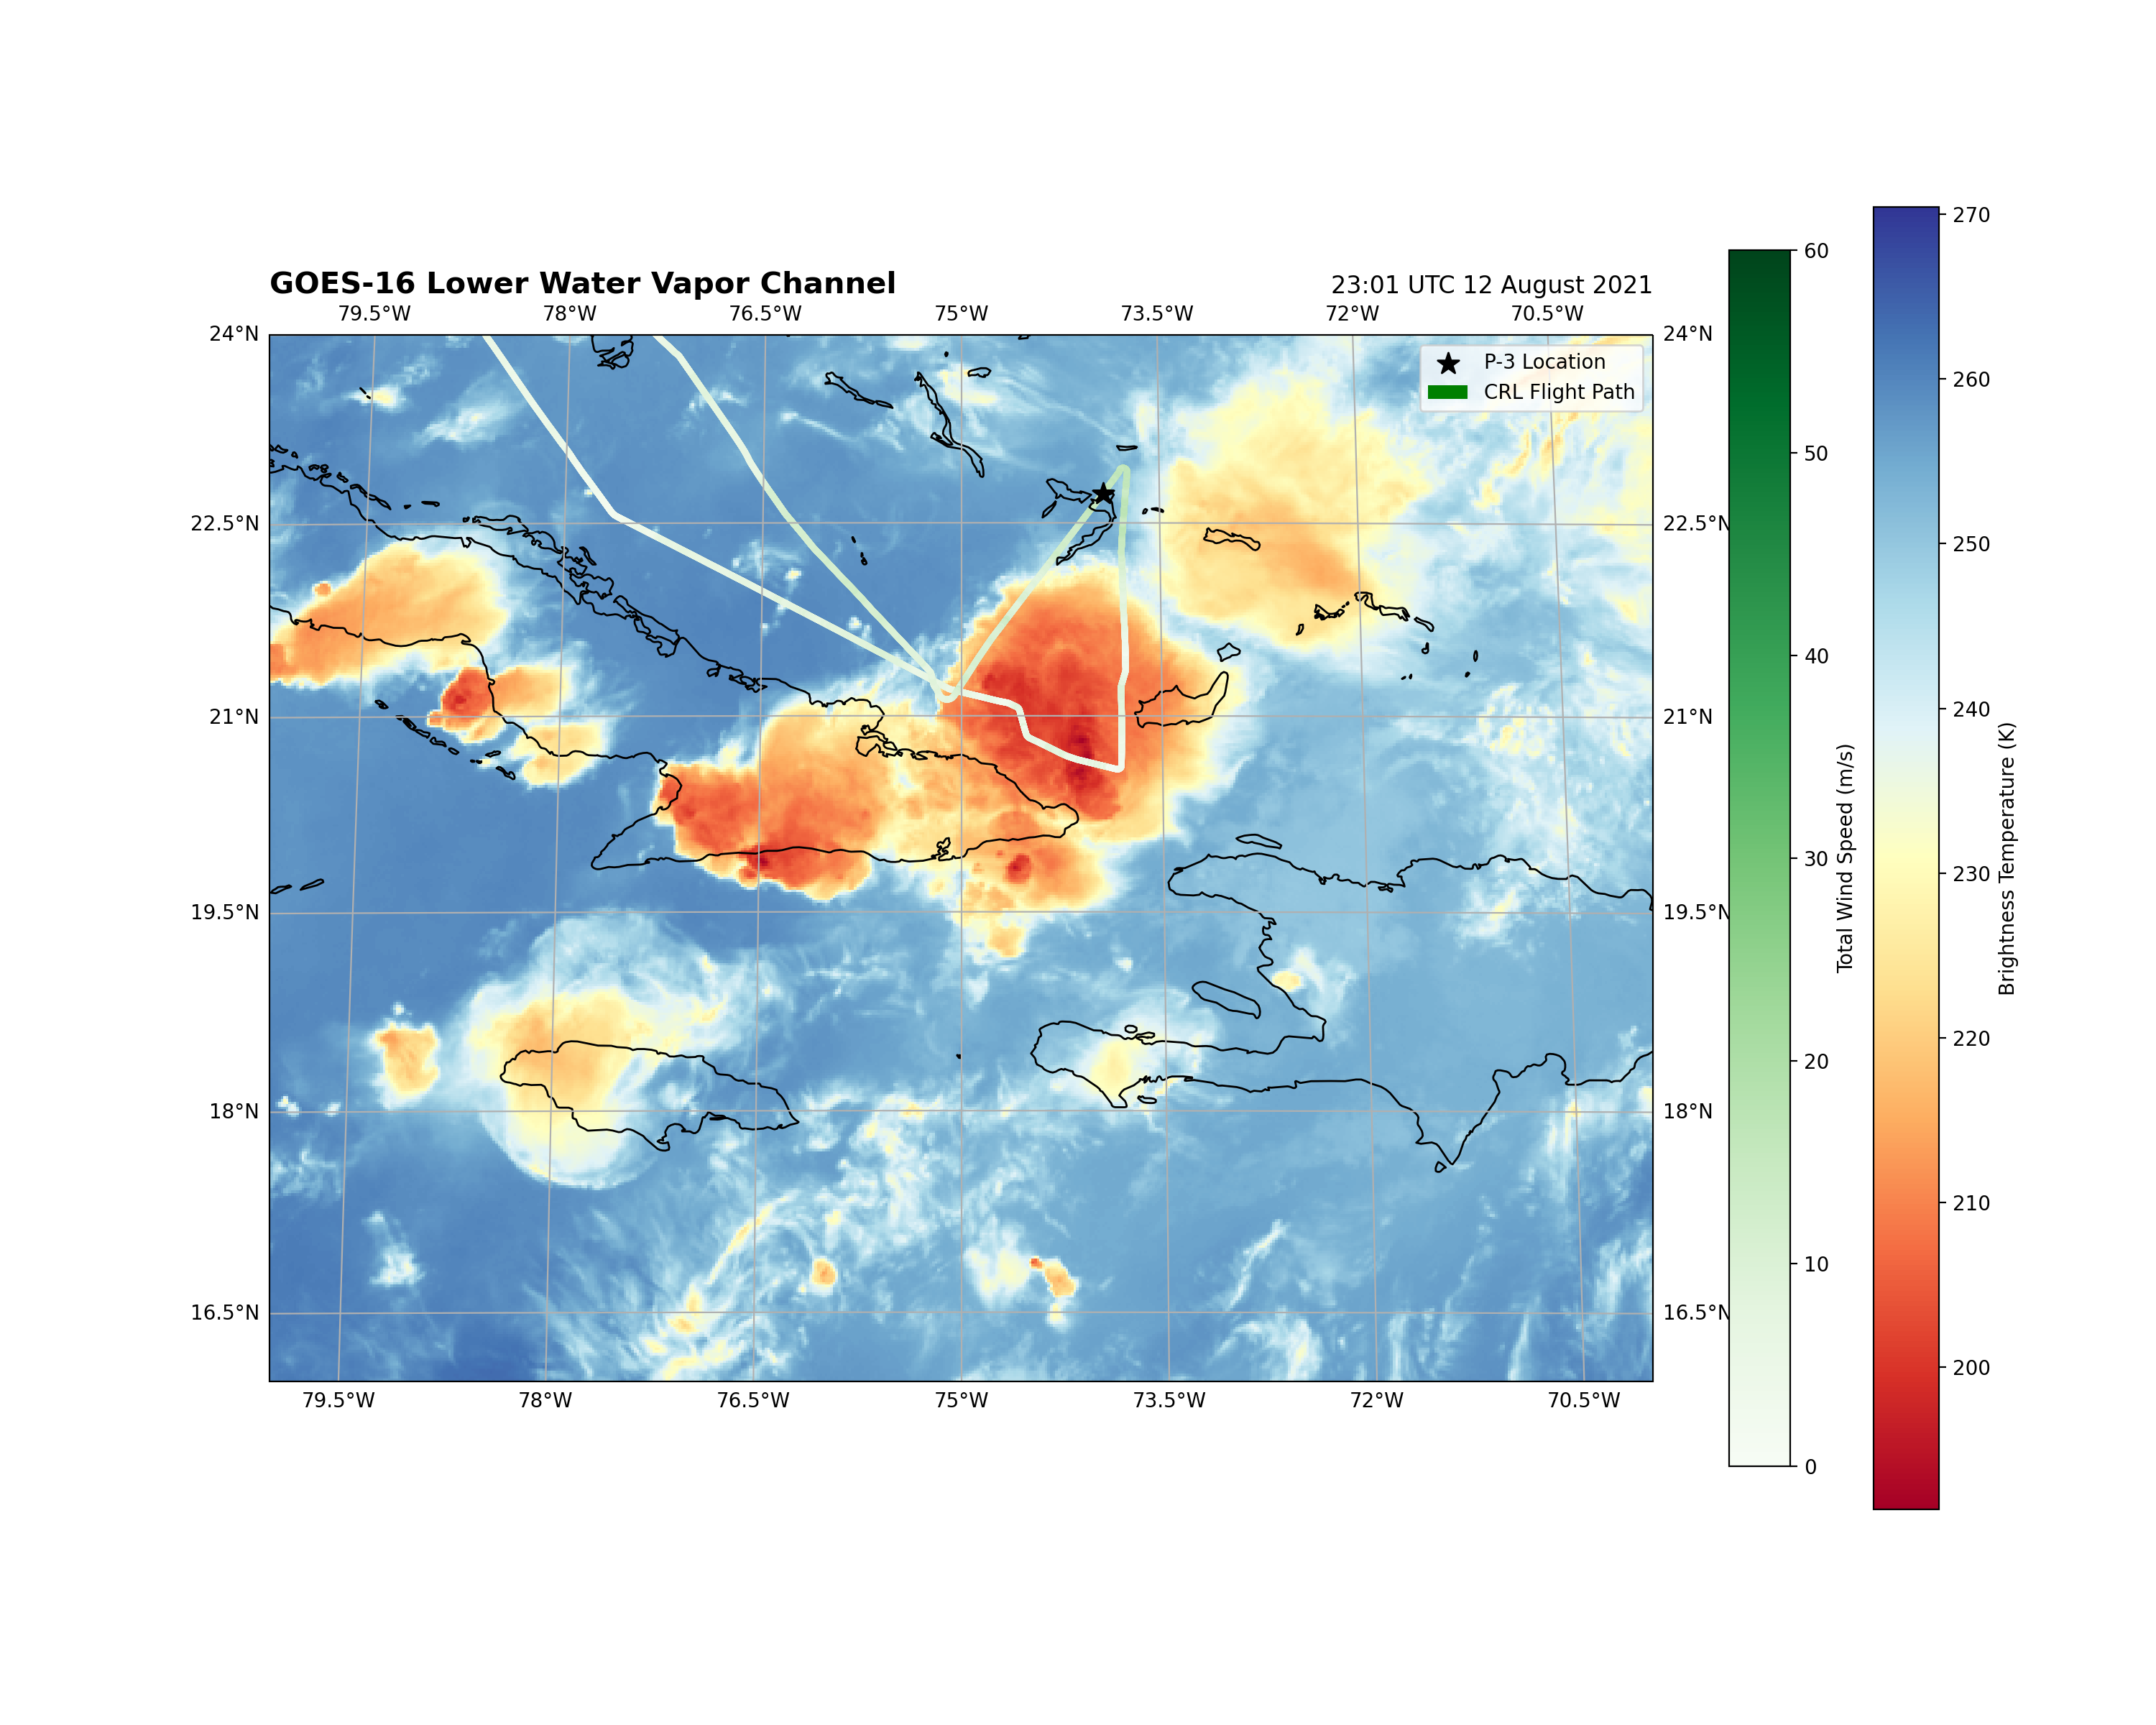 GOES-16 Lower Water Vapor Channel
23:01 UTC 12 August 2021
79.5°W 78°W 76.5°W 75°W 73.5°W 72°W 70.5°W
24°N 24°N
P-3 Location
CRL Flight Path
22.5°N 22.5°N
21°N 21°N
19.5°N 19.5°N
18°N 18°N
16.5°N 16.5°N
79.5°W 78°W 76.5°W 75°W 73.5°W 72°W 70.5°W
60
50
40
30
20
10
0
Total Wind Speed (m/s)
270
260
250
240
230
220
210
200
Brightness Temperature (K)